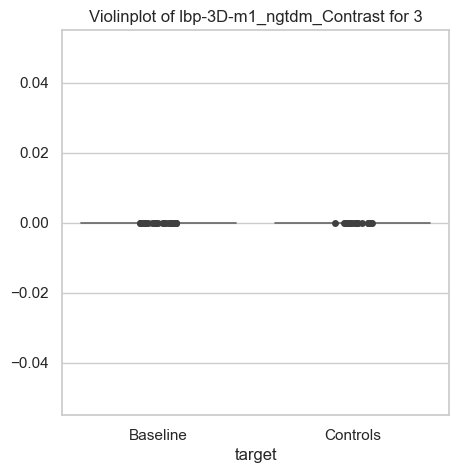 Violinplot of lbp-3D-m1_ngtdm_Contrast for 3
0.04
0.02
0.00
−0.02
−0.04
Baseline
Controls
target